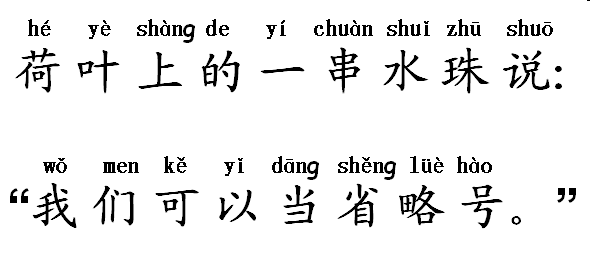 hé yè shàng de yí chuàn shuǐ zhū shuō
荷叶上的一串水珠说:
wǒ men kě yǐ dāng shěng lüè hào
“我们可以当省略号。”